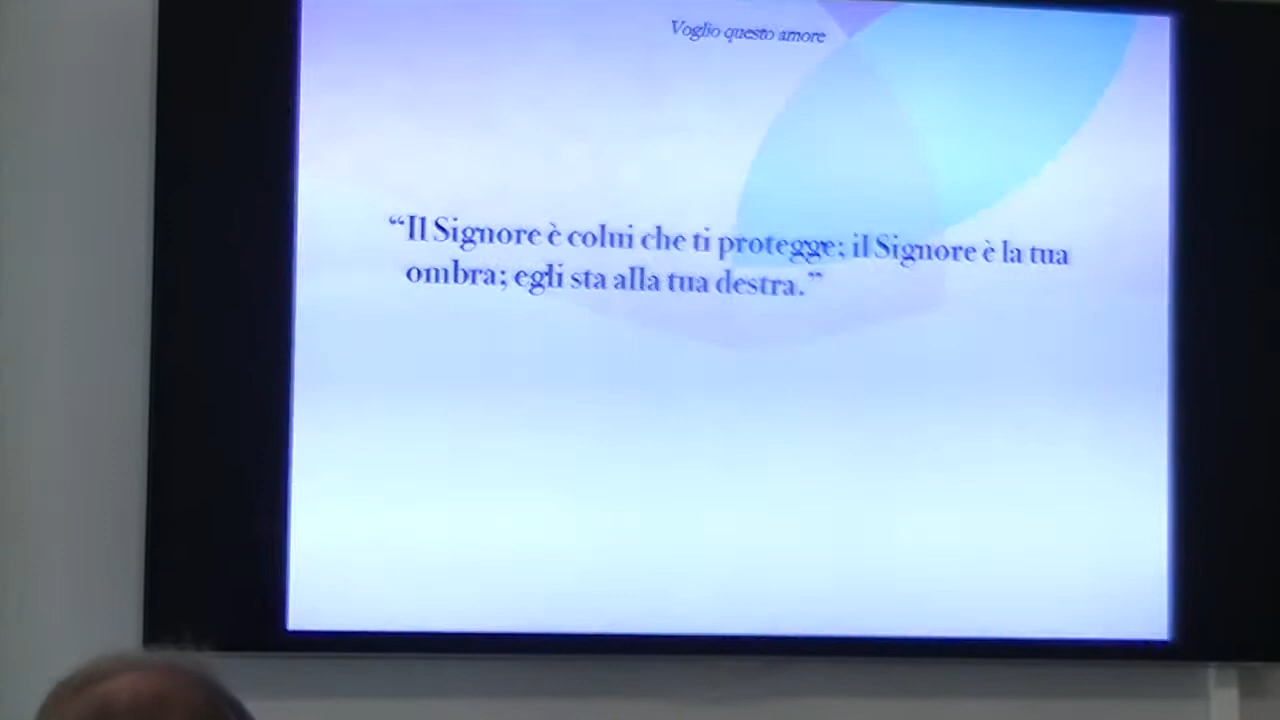 Voglio questo amore
“Il Signore è colui che ti protegge; il Signore è la tua
ombra; egli sta alla tua destra.”